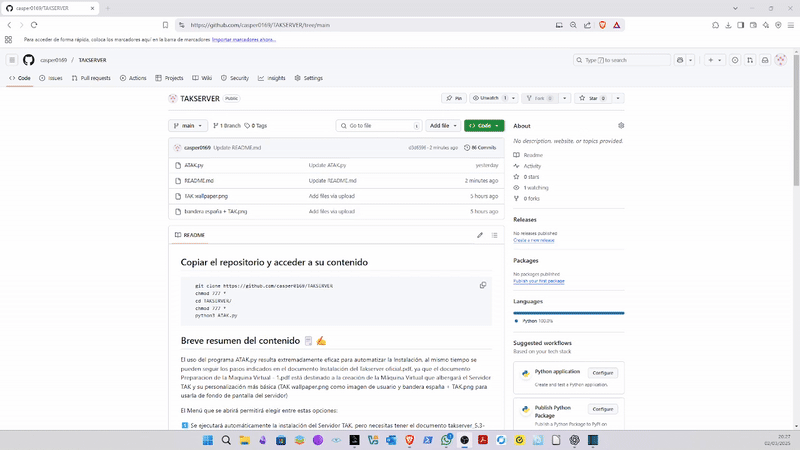 casper0169/TAKSERVER
https://github.com/casper0169/TAKSERVER/tree/main
Para acceder de forma rápida, coloca los marcadores aquí en la barra de marcadores. Importar marcadores ahora...
casper0169 / TAKSERVER
Type / to search
Code
Issues
Pull requests
Actions
Projects
Wiki
Security
Insights
Settings
TAKSERVER Public
Pin
Unwatch 1
Fork 0
Star 0
main
1 Branch
0 Tags
Go to file
t
Add file
Code
casper0169 Update README.md
2 minutes ago
86 Commits
ATAK.py Update ATAK.py yesterday
README.md Update README.md 2 minutes ago
TAK wallpaper.png Add files via upload 5 hours ago
bandera españa + TAK.png Add files via upload 5 hours ago
README
Copiar el repositorio y acceder a su contenido
git clone https://github.com/casper0169/TAKSERVER
chmod 777 *
cd TAKSERVER/
chmod 777 *
python3 ATAK.py
Breve resumen del contenido
El uso del programa ATAK.py resulta extremadamente eficaz para automatizar la Instalación, al mismo tiempo se
pueden seguir los pasos indicados en el documento Instalación del Takserver oficial.pdf, ya que el documento
Preparacion de la Máquina Virtual - 1.pdf está destinado a la creación de la Máquina Virtual que albergará el Servidor
TAK y su personalización más básica (TAK wallpaper.png como imagen de usuario y bandera españa + TAK.png para
usarla de fondo de pantalla del servidor)
El Menú que se abrirá permitirá elegir entre estas opciones:
1 Se ejecutará automáticamente la instalación del Servidor TAK, pero necesitas tener el documento takserver_5.3-
About
No description, website, or topics provided.
Readme
Activity
0 stars
1 watching
0 forks
Releases
No releases published
Create a new release
Packages
No packages published
Publish your first package
Languages
Python 100.0%
Suggested workflows
Based on your tech stack
Python application
Configure
Create and test a Python application.
Publish Python
Package
Configure
Publish a Python Package to PyPI on
20:27
02/03/2025